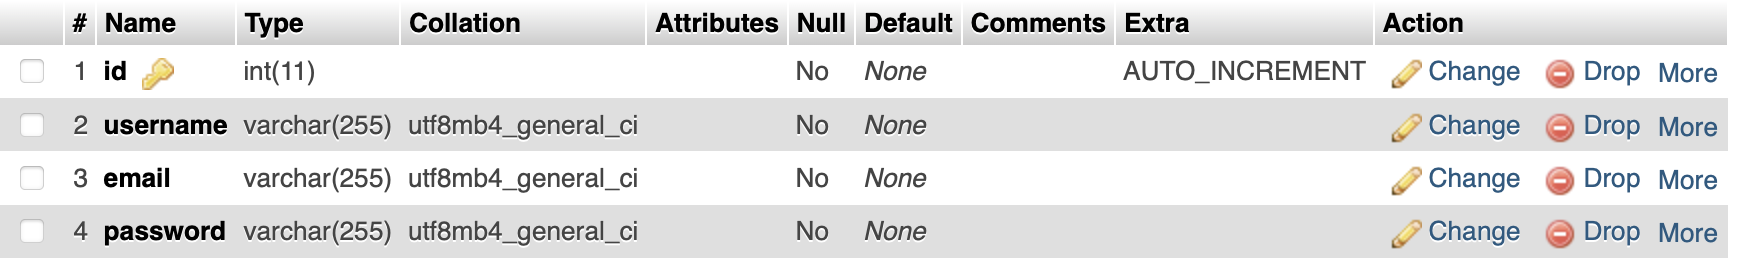 # Name Type Collation Attributes Null Default Comments Extra Action
1 id int(11) No None AUTO_INCREMENT Change Drop More
2 username varchar(255) utf8mb4_general_ci No None Change Drop More
3 email varchar(255) utf8mb4_general_ci No None Change Drop More
4 password varchar(255) utf8mb4_general_ci No None Change Drop More